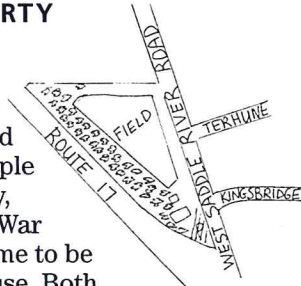 RTY
d
ple
y,
War
me to be
use. Both
ROUTE 17
FIELD
WEST SADDLE RIVER ROAD
TERHUNE
KINGSBRIDGE